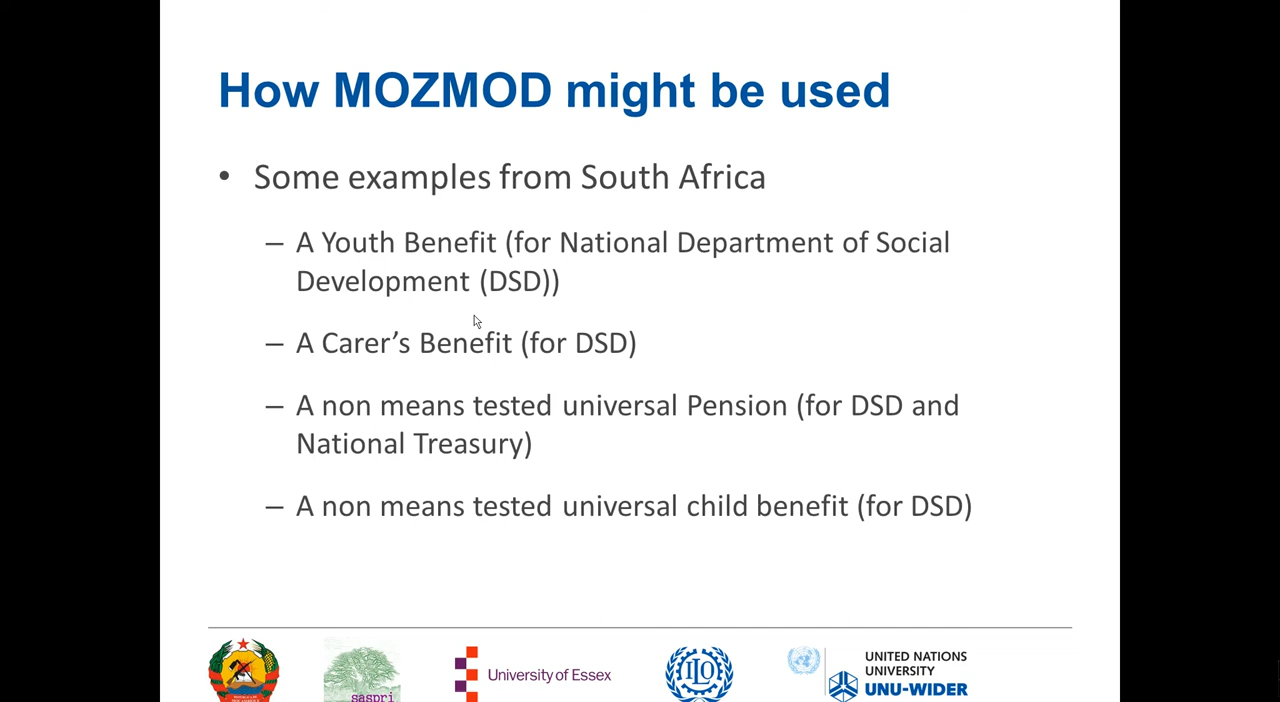 How MOZMOD might be used
• Some examples from South Africa
– A Youth Benefit (for National Department of Social
Development (DSD))
– A Carer’s Benefit (for DSD)
– A non means tested universal Pension (for DSD and
National Treasury)
– A non means tested universal child benefit (for DSD)
saspri
University of Essex
ILO
UNITED NATIONS
UNIVERSITY
UNU-WIDER